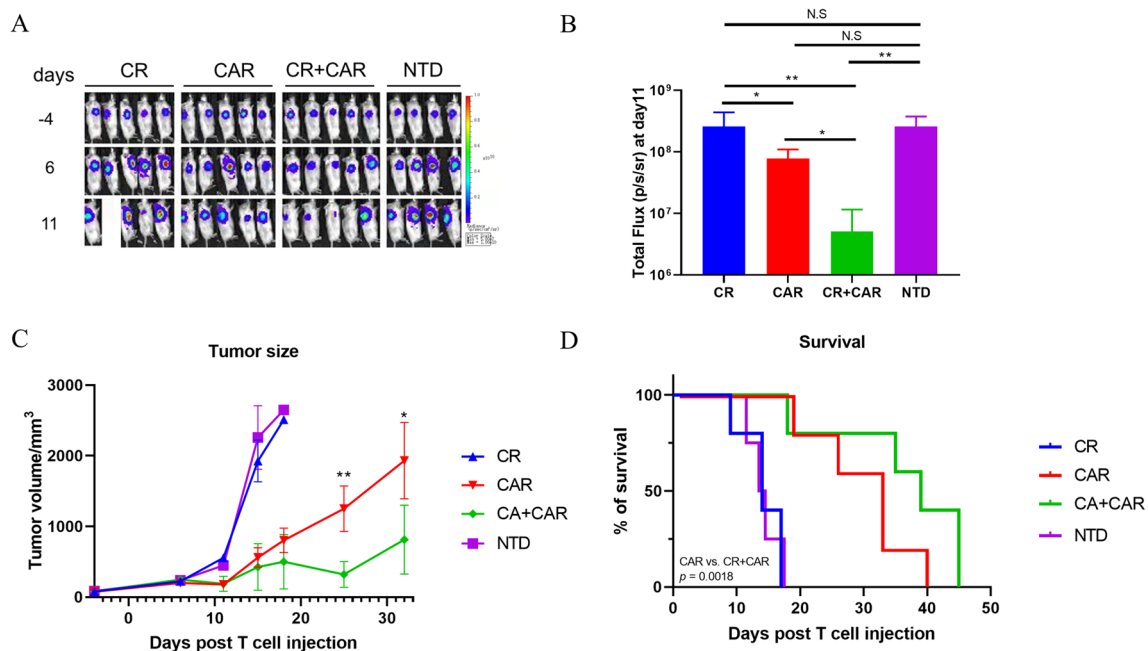 A
days
CR
CAR
CR+CAR
NTD
-4
6
11
B
N.S
N.S
**
**
*
*
Total Flux (p/s/sr) at day11
10⁹
10⁸
10⁷
10⁶
CR
CAR
CR+CAR
NTD
C
Tumor size
Tumor volume/mm³
3000
2000
1000
0
**
*
0
10
20
30
Days post T cell injection
CR
CAR
CA+CAR
NTD
D
Survival
% of survival
100
50
0
CAR vs. CR+CAR
p = 0.0018
0
10
20
30
40
50
Days post T cell injection
CR
CAR
CA+CAR
NTD